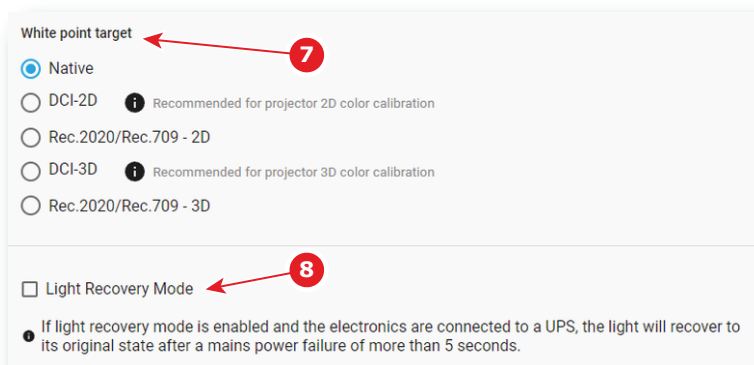 White point target
7
Native
DCI-2D i Recommended for projector 2D color calibration
Rec.2020/Rec.709 - 2D
DCI-3D i Recommended for projector 3D color calibration
Rec.2020/Rec.709 - 3D
8
Light Recovery Mode
i If light recovery mode is enabled and the electronics are connected to a UPS, the light will recover to
its original state after a mains power failure of more than 5 seconds.